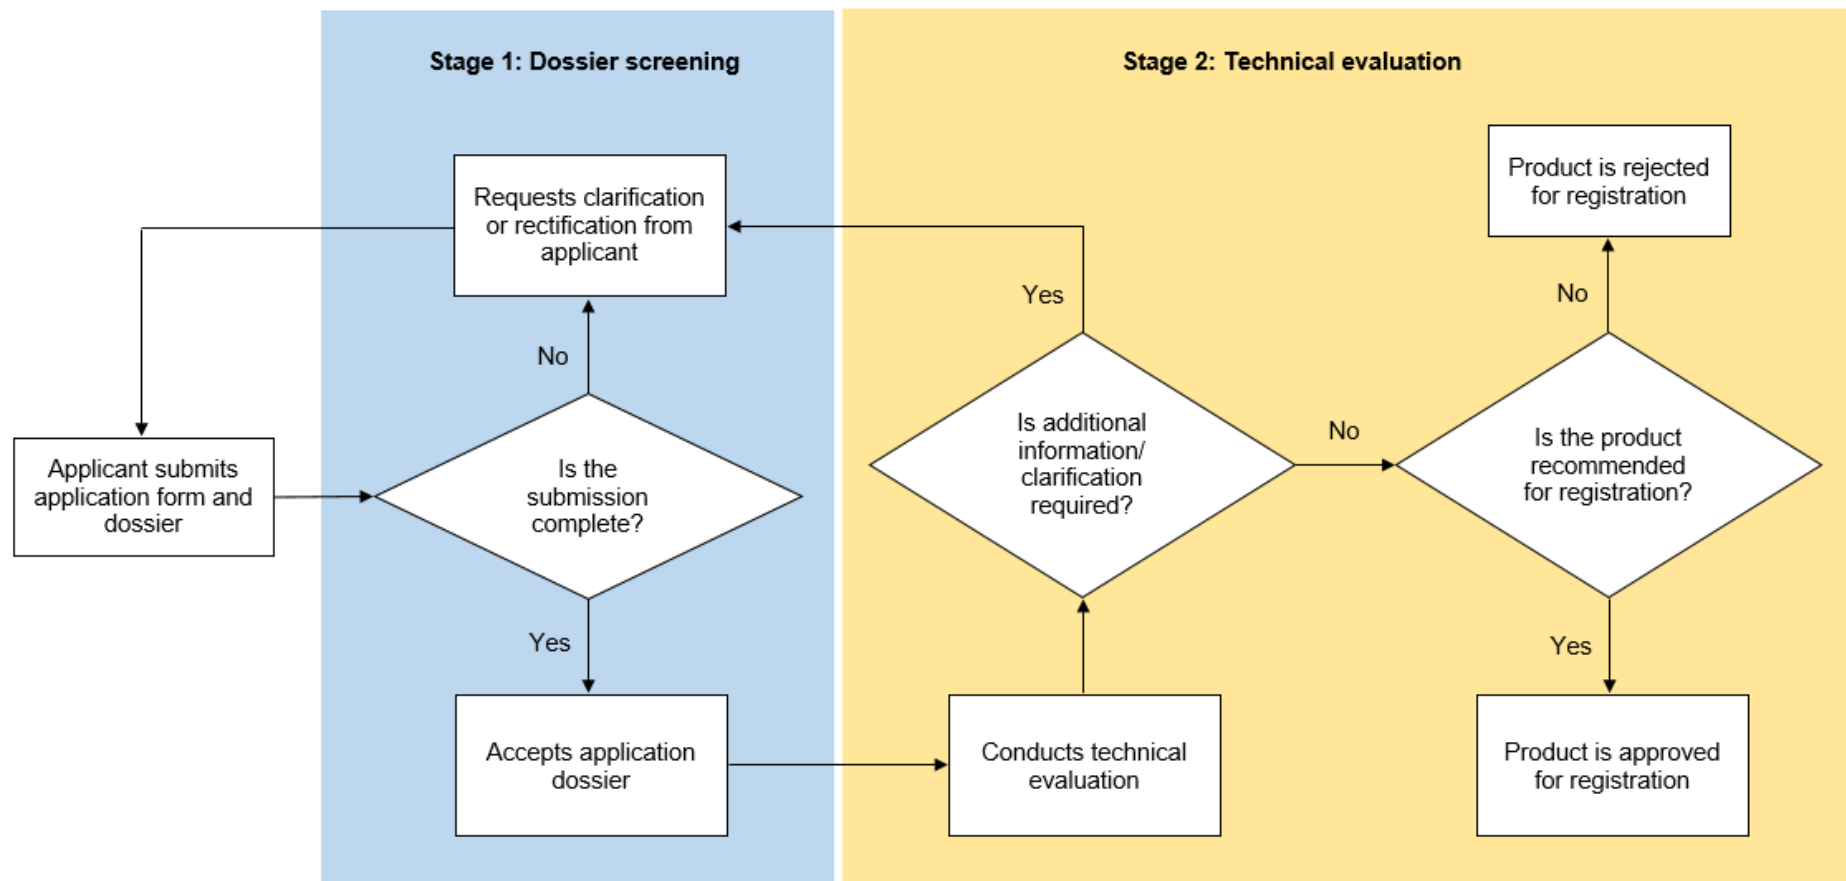 Stage 1: Dossier screening
Stage 2: Technical evaluation
Requests clarification
or rectification from
applicant
No
Applicant submits
application form and
dossier
Is the
submission
complete?
Yes
Accepts application
dossier
Conducts technical
evaluation
Is additional
information/
clarification
required?
Yes
No
Is the product
recommended
for registration?
No
Product is rejected
for registration
Yes
Product is approved
for registration